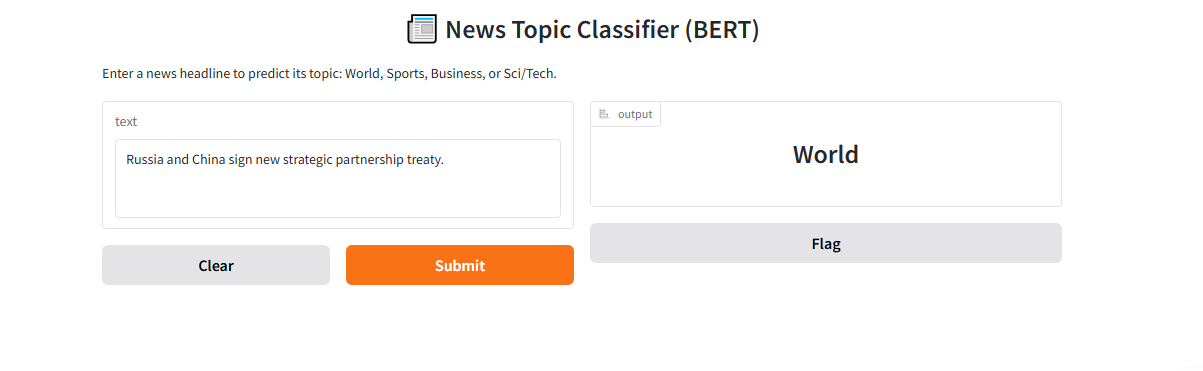 📰 News Topic Classifier (BERT)
Enter a news headline to predict its topic: World, Sports, Business, or Sci/Tech.
text
Russia and China sign new strategic partnership treaty.
Clear
Submit
output
World
Flag